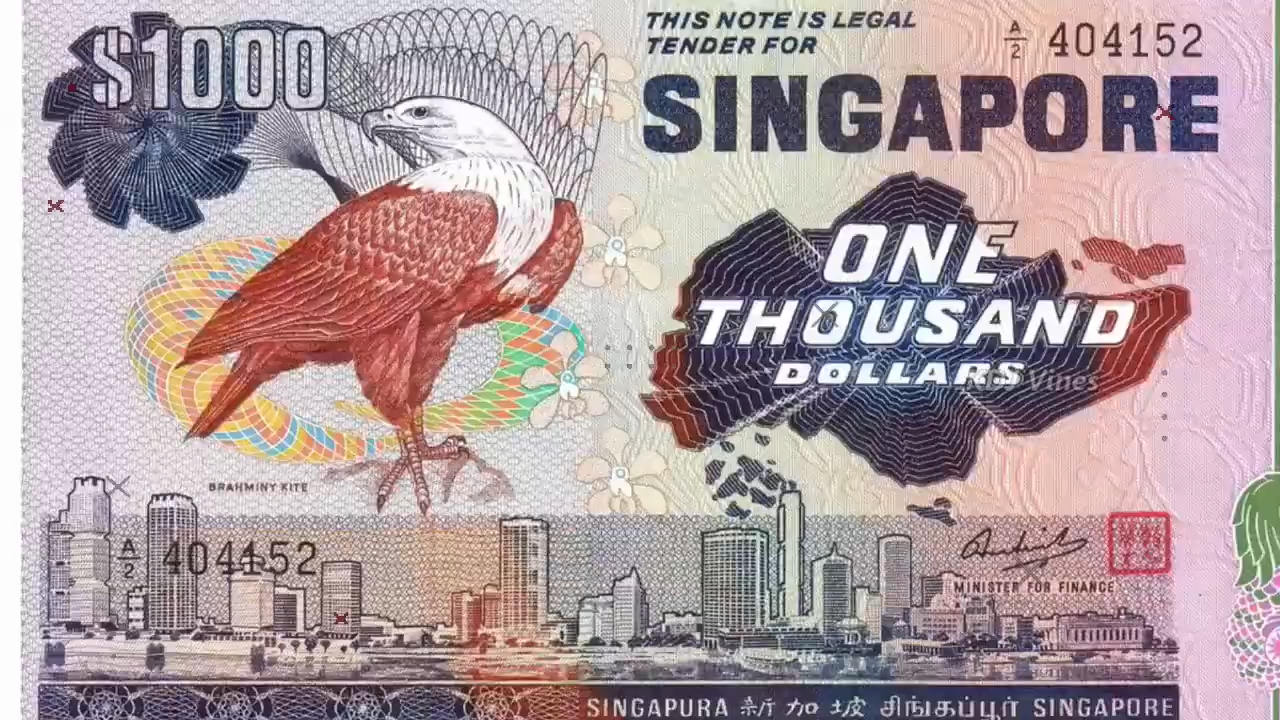 $1000
THIS NOTE IS LEGAL
TENDER FOR
A/2 404152
SINGAPORE
ONE
THOUSAND
DOLLARS
Vines
BRAHMINY KITE
A/2 404152
MINISTER FOR FINANCE
SINGAPURA 新加坡 சிங்கப்பூர் SINGAPORE